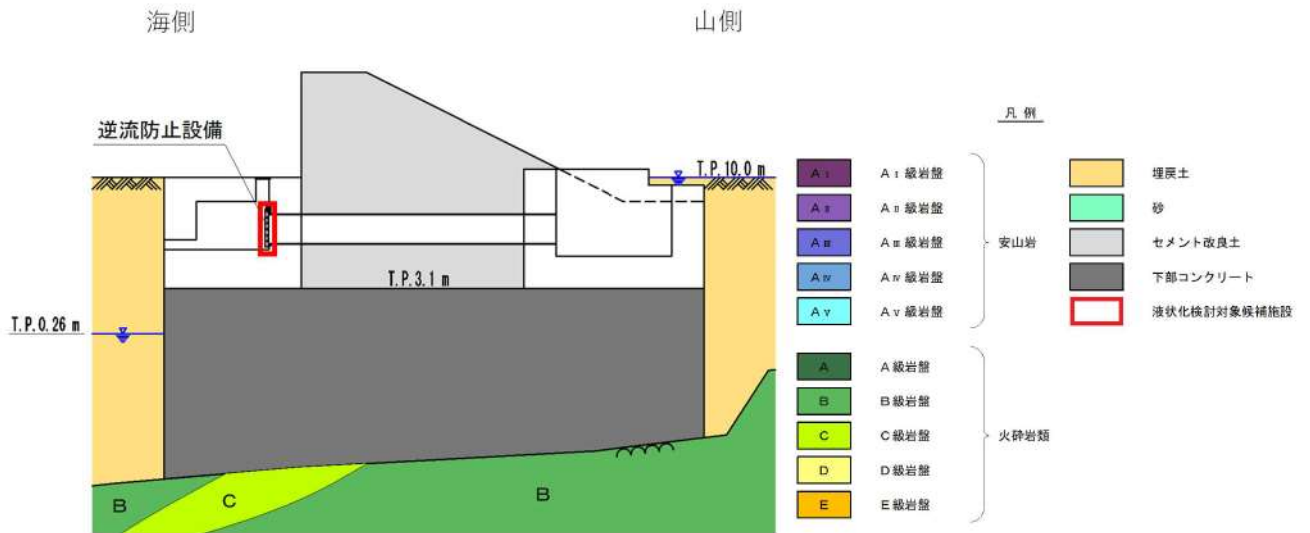 海側
山側
逆流防止設備
T.P.10.0 m
T.P.3.1 m
T.P.0.26 m
B
C
B
凡 例
AⅠ AⅠ級岩盤
AⅡ AⅡ級岩盤
AⅢ AⅢ級岩盤
AⅣ AⅣ級岩盤
AⅤ AⅤ級岩盤
安山岩
A A級岩盤
B B級岩盤
C C級岩盤
D D級岩盤
E E級岩盤
火砕岩類
埋戻土
砂
セメント改良土
下部コンクリート
液状化検討対象候補施設